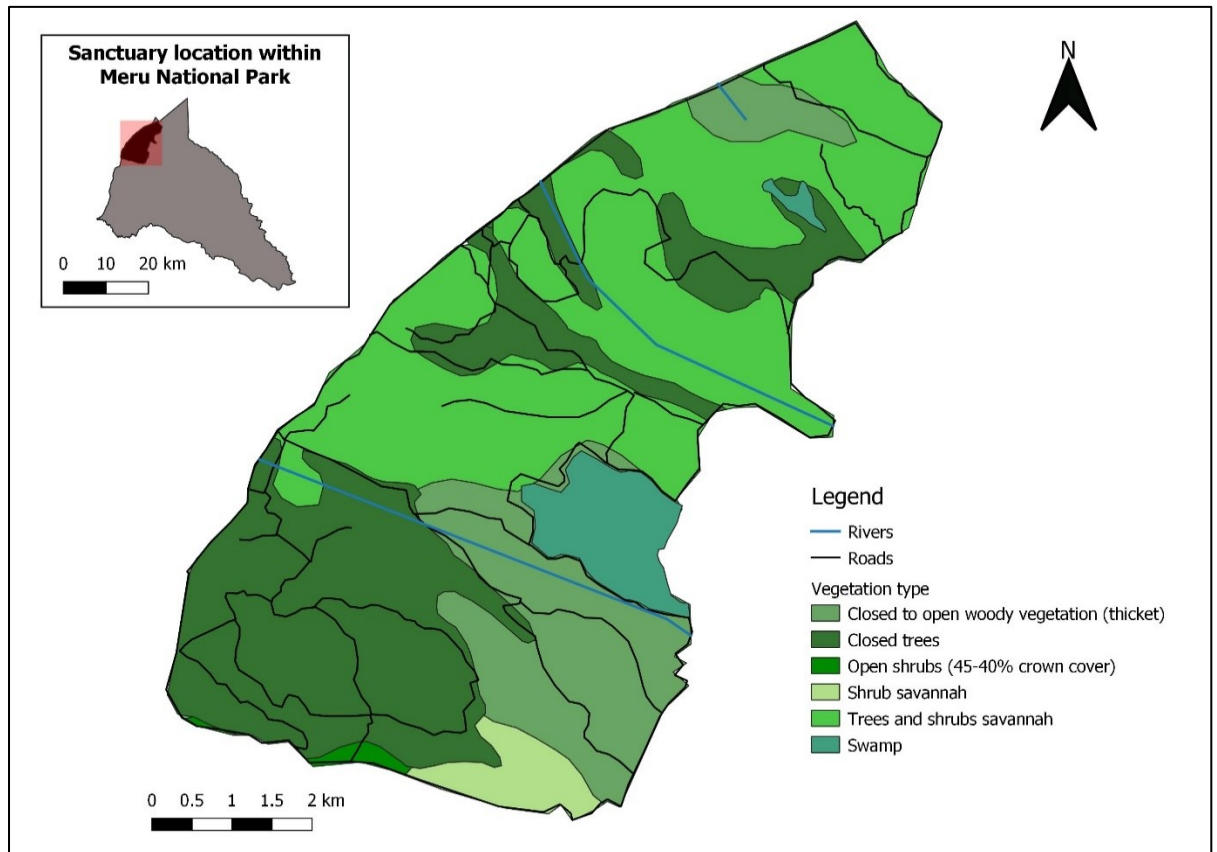 Sanctuary location within
Meru National Park
0 10 20 km
N
Legend
Rivers
Roads
Vegetation type
Closed to open woody vegetation (thicket)
Closed trees
Open shrubs (45-40% crown cover)
Shrub savannah
Trees and shrubs savannah
Swamp
0 0.5 1 1.5 2 km